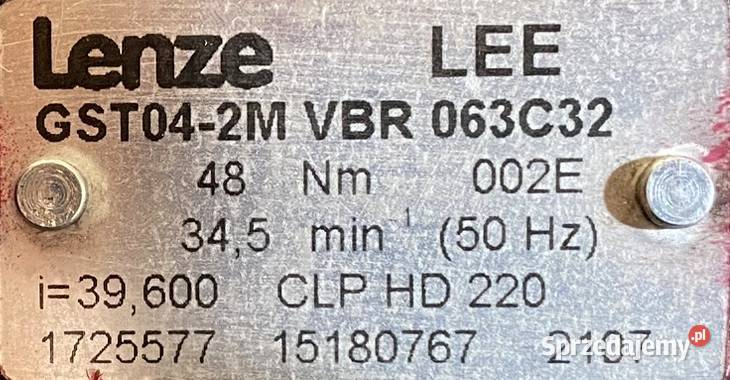 Lenze LEE
GST04-2M VBR 063C32
48 Nm 002E
34,5 min⁻¹ (50 Hz)
i=39,600 CLP HD 220
1725577 15180767
Sprzedajemy.pl